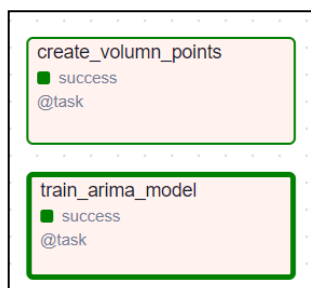 create_volumn_points
success
@task
train_arima_model
success
@task